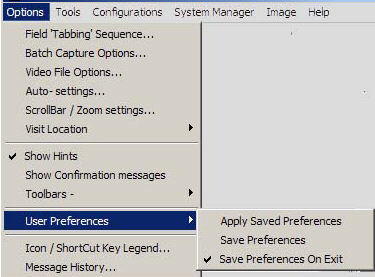 Options Tools Configurations System Manager Image Help
Field 'Tabbing' Sequence...
Batch Capture Options...
Video File Options...
Auto- settings...
ScrollBar / Zoom settings...
Visit Location
Show Hints
Show Confirmation messages
Toolbars -
User Preferences
Apply Saved Preferences
Save Preferences
Save Preferences On Exit
Icon / ShortCut Key Legend...
Message History...